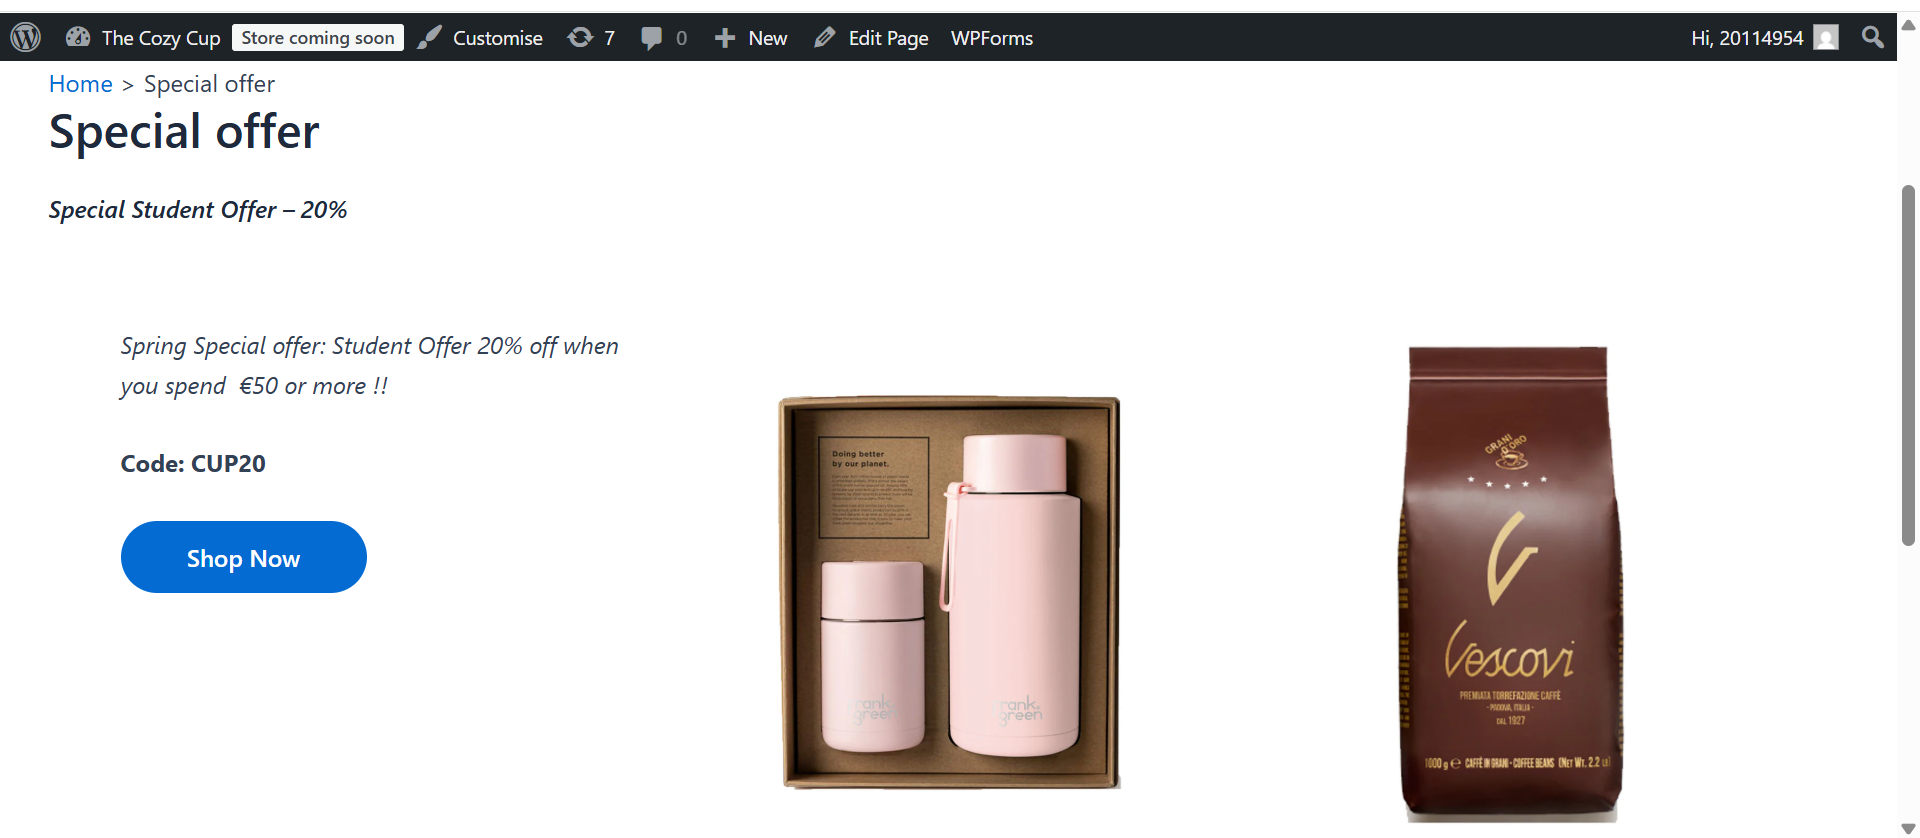 The Cozy Cup Store coming soon Customise 7 0 New Edit Page WPForms Hi, 20114954
Home > Special offer
Special offer
Special Student Offer – 20%
Spring Special offer: Student Offer 20% off when
you spend €50 or more !!
Code: CUP20
Shop Now
Doing better
by our planet.
frank
green
frank
green
GRANI
D'ORO
Vescovi
PREMIATA TORREFAZIONE CAFFÈ
- PADOVA, ITALIA -
DAL 1927
1000 g ℮ CAFFÈ IN GRANI - COFFEE BEANS (NET WT. 2.2 LB)